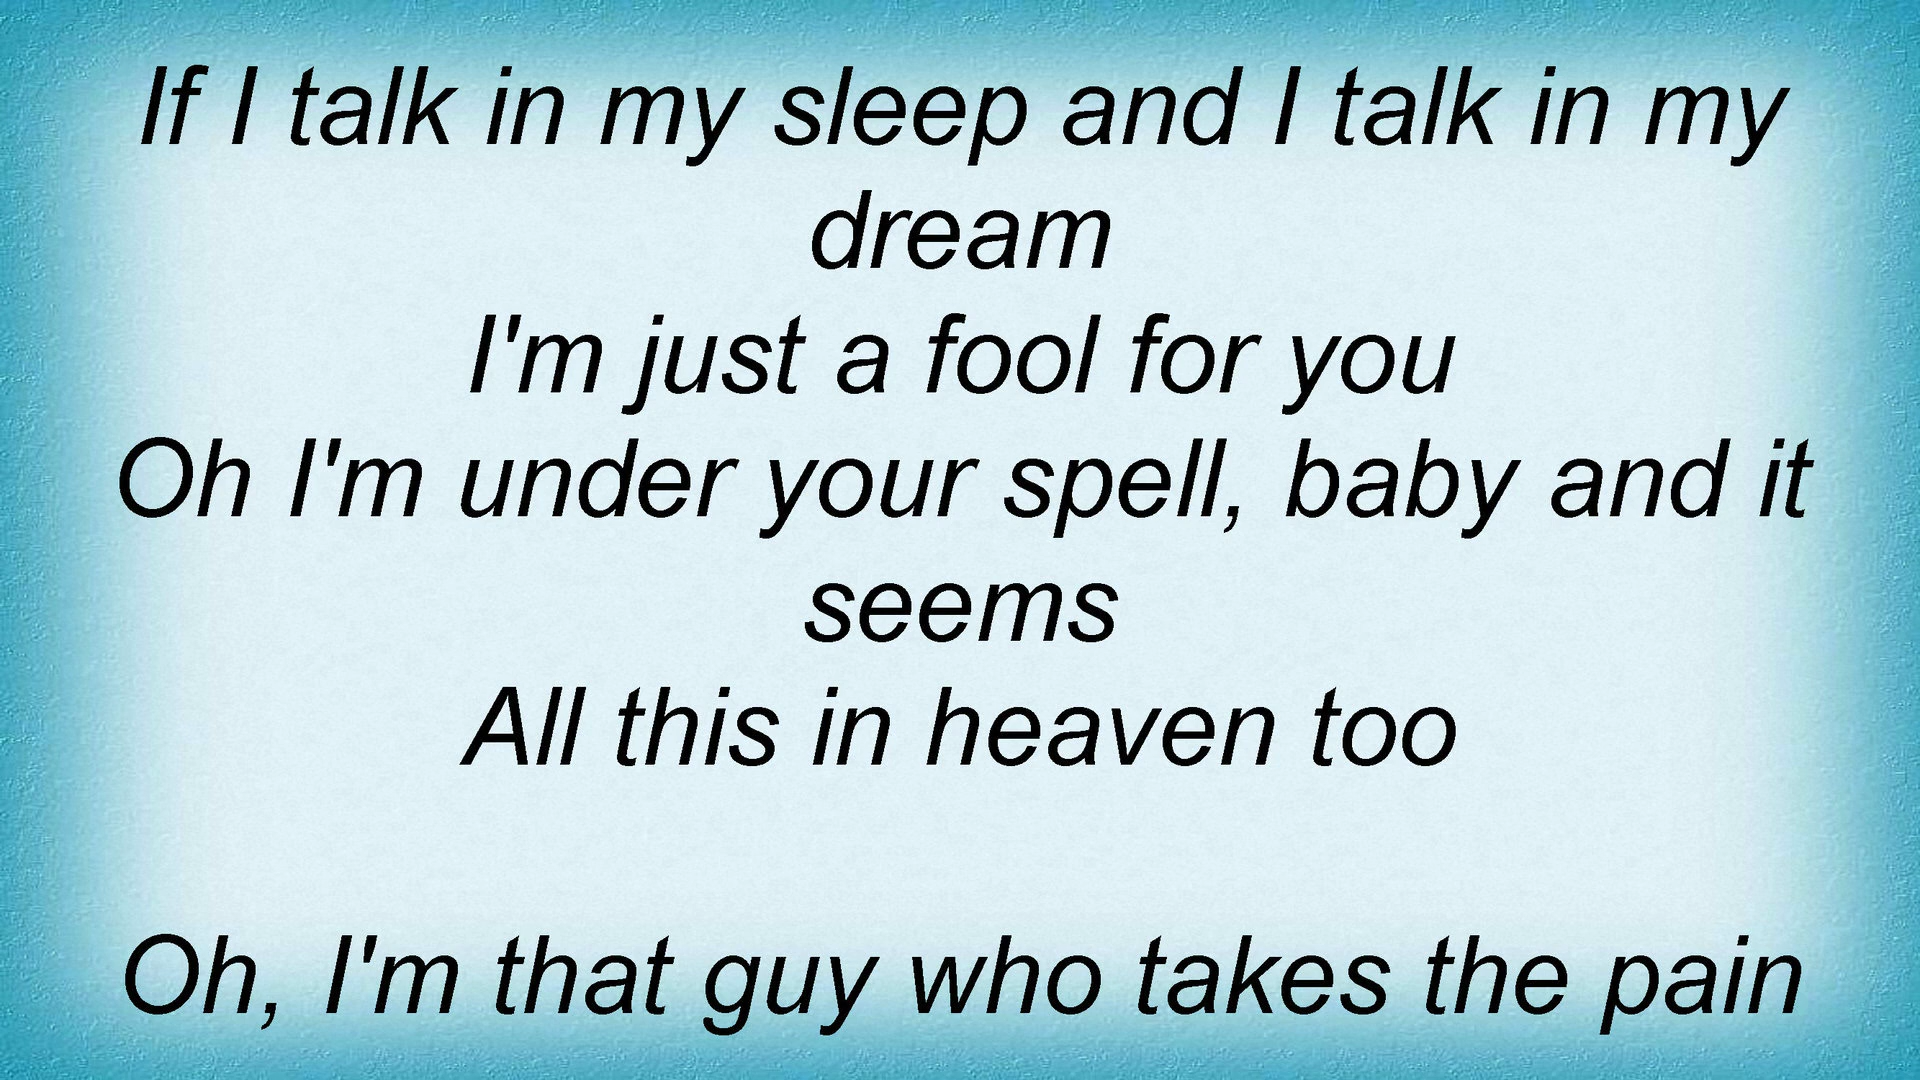 If I talk in my sleep and I talk in my
dream
I'm just a fool for you
Oh I'm under your spell, baby and it
seems
All this in heaven too
Oh, I'm that guy who takes the pain